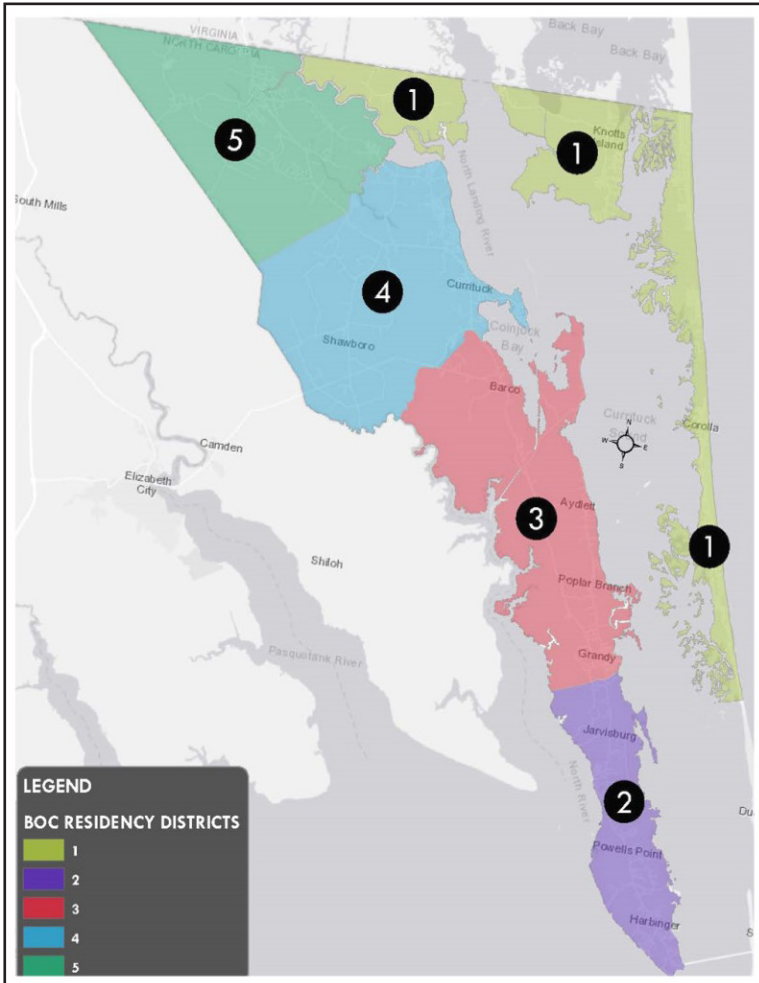 VIRGINIA
NORTH CAROLINA
Back Bay
Back Bay
1
5
1
Knotts
Island
North Landing River
South Mills
4
Currituck
Coinjock
Bay
Shawboro
Barco
Currituck
Sound
Corolla
N
W
E
S
Camden
Elizabeth
City
Aydlett
3
1
Shiloh
Poplar Branch
Grandy
Pasquotank River
Jarvisburg
North River
2
Powells Point
Harbinger
Du
S
LEGEND
BOC RESIDENCY DISTRICTS
1
2
3
4
5